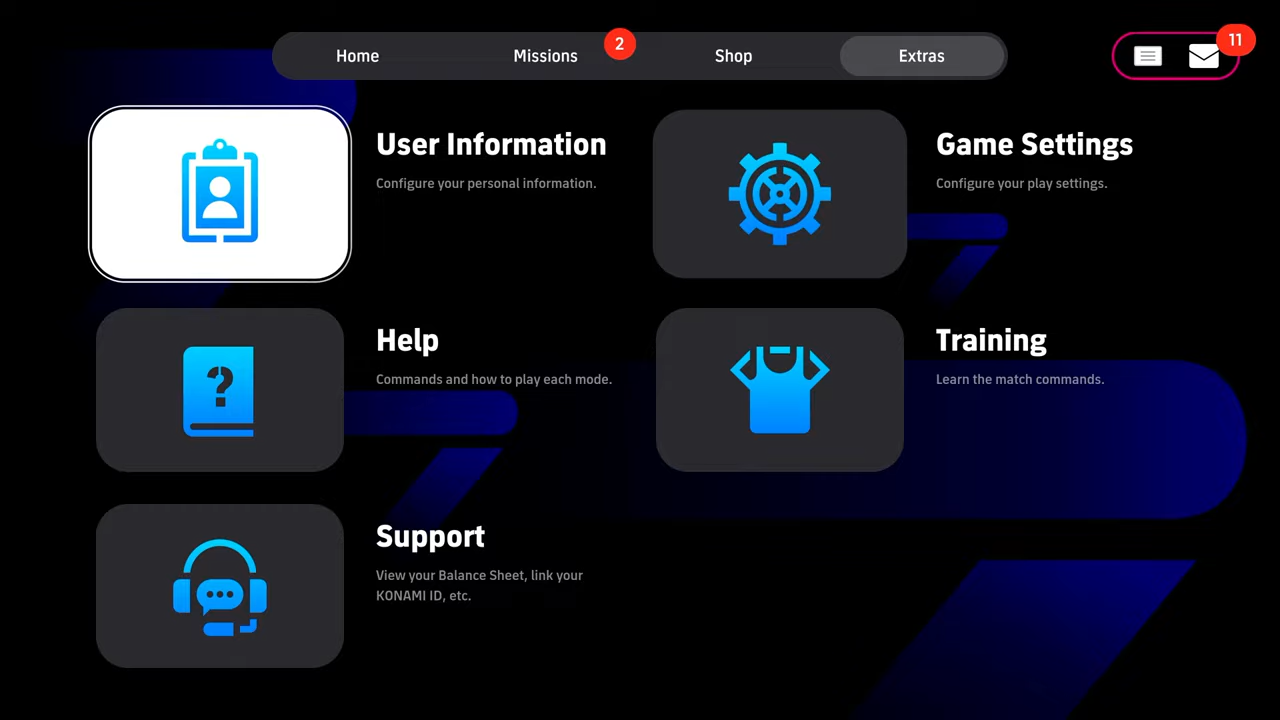 Home
Missions
2
Shop
Extras
11
User Information
Configure your personal information.
Game Settings
Configure your play settings.
?
Help
Commands and how to play each mode.
Training
Learn the match commands.
Support
View your Balance Sheet, link your
KONAMI ID, etc.